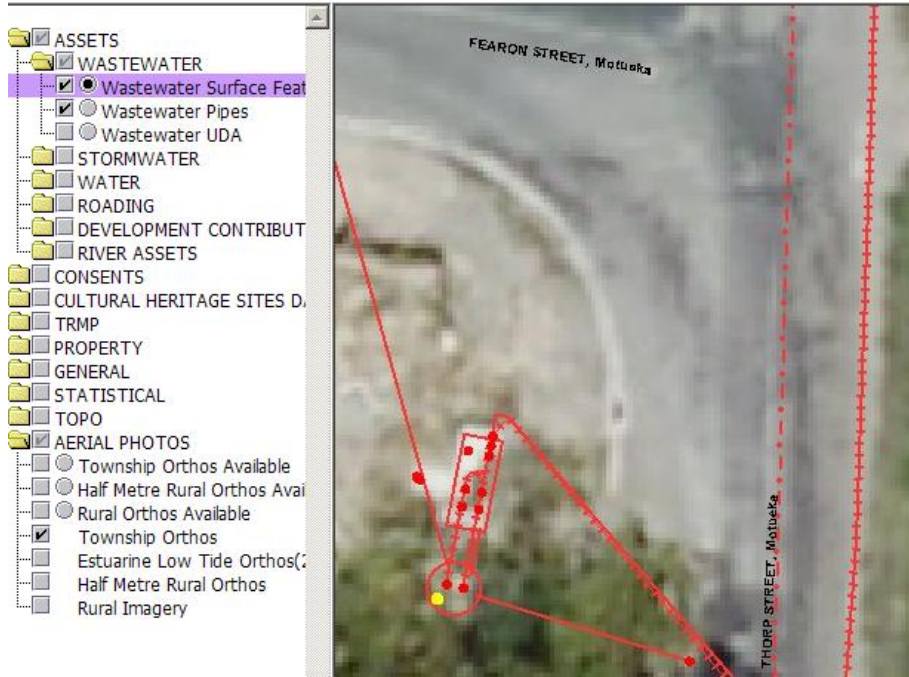 ASSETS
WASTEWATER
Wastewater Surface Feat
Wastewater Pipes
Wastewater UDA
STORMWATER
WATER
ROADING
DEVELOPMENT CONTRIBUT
RIVER ASSETS
CONSENTS
CULTURAL HERITAGE SITES DA
TRMP
PROPERTY
GENERAL
STATISTICAL
TOPO
AERIAL PHOTOS
Township Orthos Available
Half Metre Rural Orthos Avai
Rural Orthos Available
Township Orthos
Estuarine Low Tide Orthos(2
Half Metre Rural Orthos
Rural Imagery
FEARON STREET, Motueka
THORP STREET, Motueka